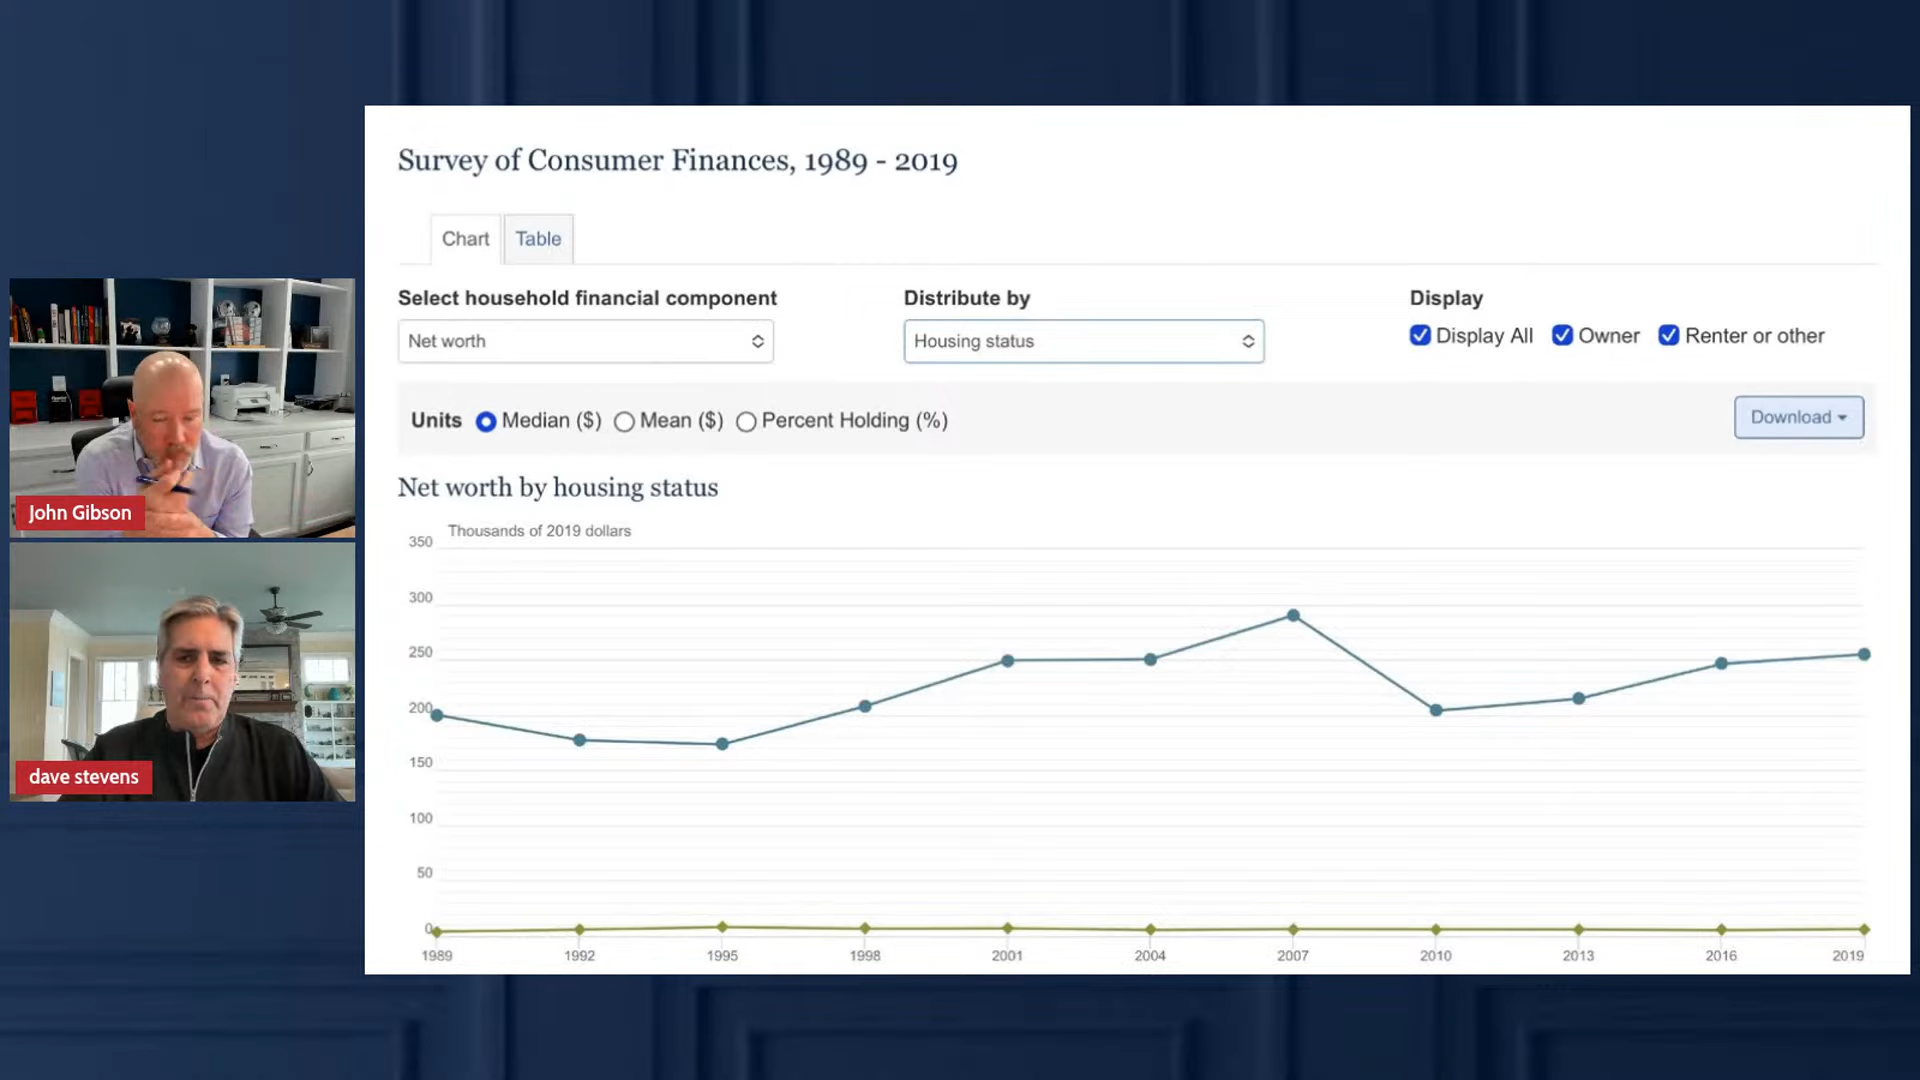 Survey of Consumer Finances, 1989 - 2019
Chart
Table
Select household financial component
Distribute by
Display
Net worth
Housing status
Display All
Owner
Renter or other
Units
Median ($)
Mean ($)
Percent Holding (%)
Download
Net worth by housing status
Thousands of 2019 dollars
350
300
250
200
150
100
50
0
1989
1992
1995
1998
2001
2004
2007
2010
2013
2016
2019
John Gibson
dave stevens